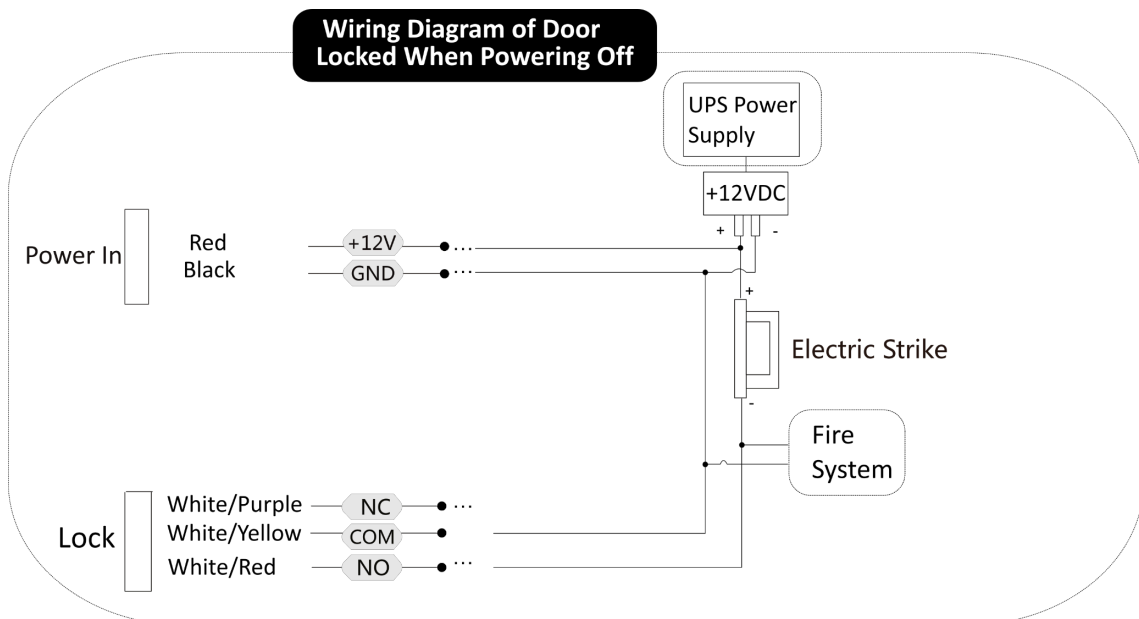 Wiring Diagram of Door
Locked When Powering Off
UPS Power
Supply
+12VDC
+ -
Power In
Red +12V ...
Black GND ...
+
Electric Strike
-
Fire
System
Lock
White/Purple NC ...
White/Yellow COM ...
White/Red NO ...